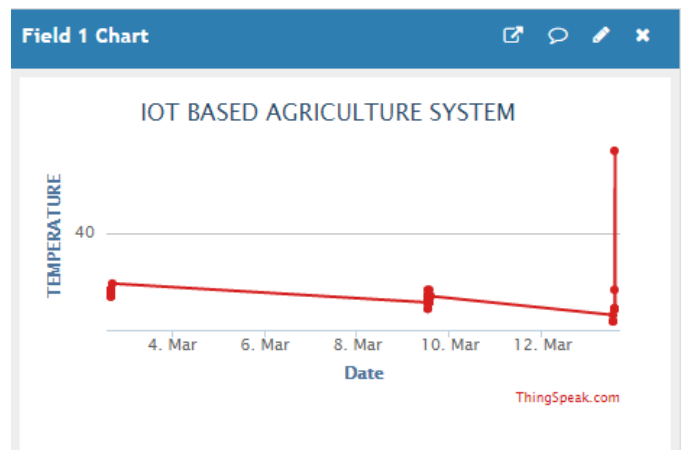 Field 1 Chart
IOT BASED AGRICULTURE SYSTEM
TEMPERATURE
40
4. Mar 6. Mar 8. Mar 10. Mar 12. Mar
Date
ThingSpeak.com